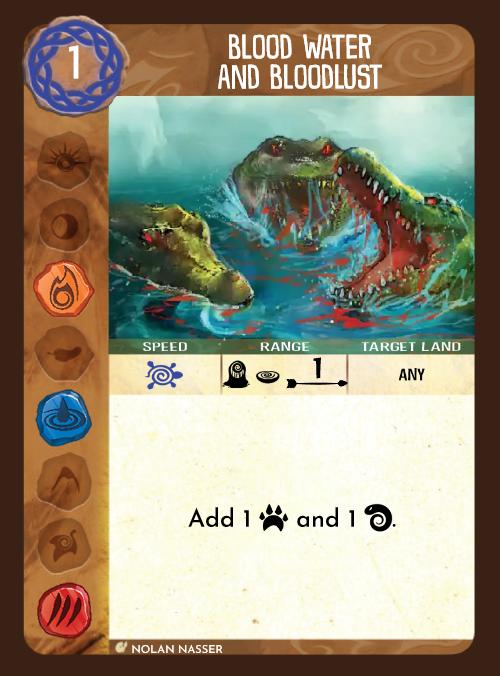 1
BLOOD WATER
AND BLOODLUST
SPEED RANGE TARGET LAND
1 ANY
Add 1 and 1 .
NOLAN NASSER